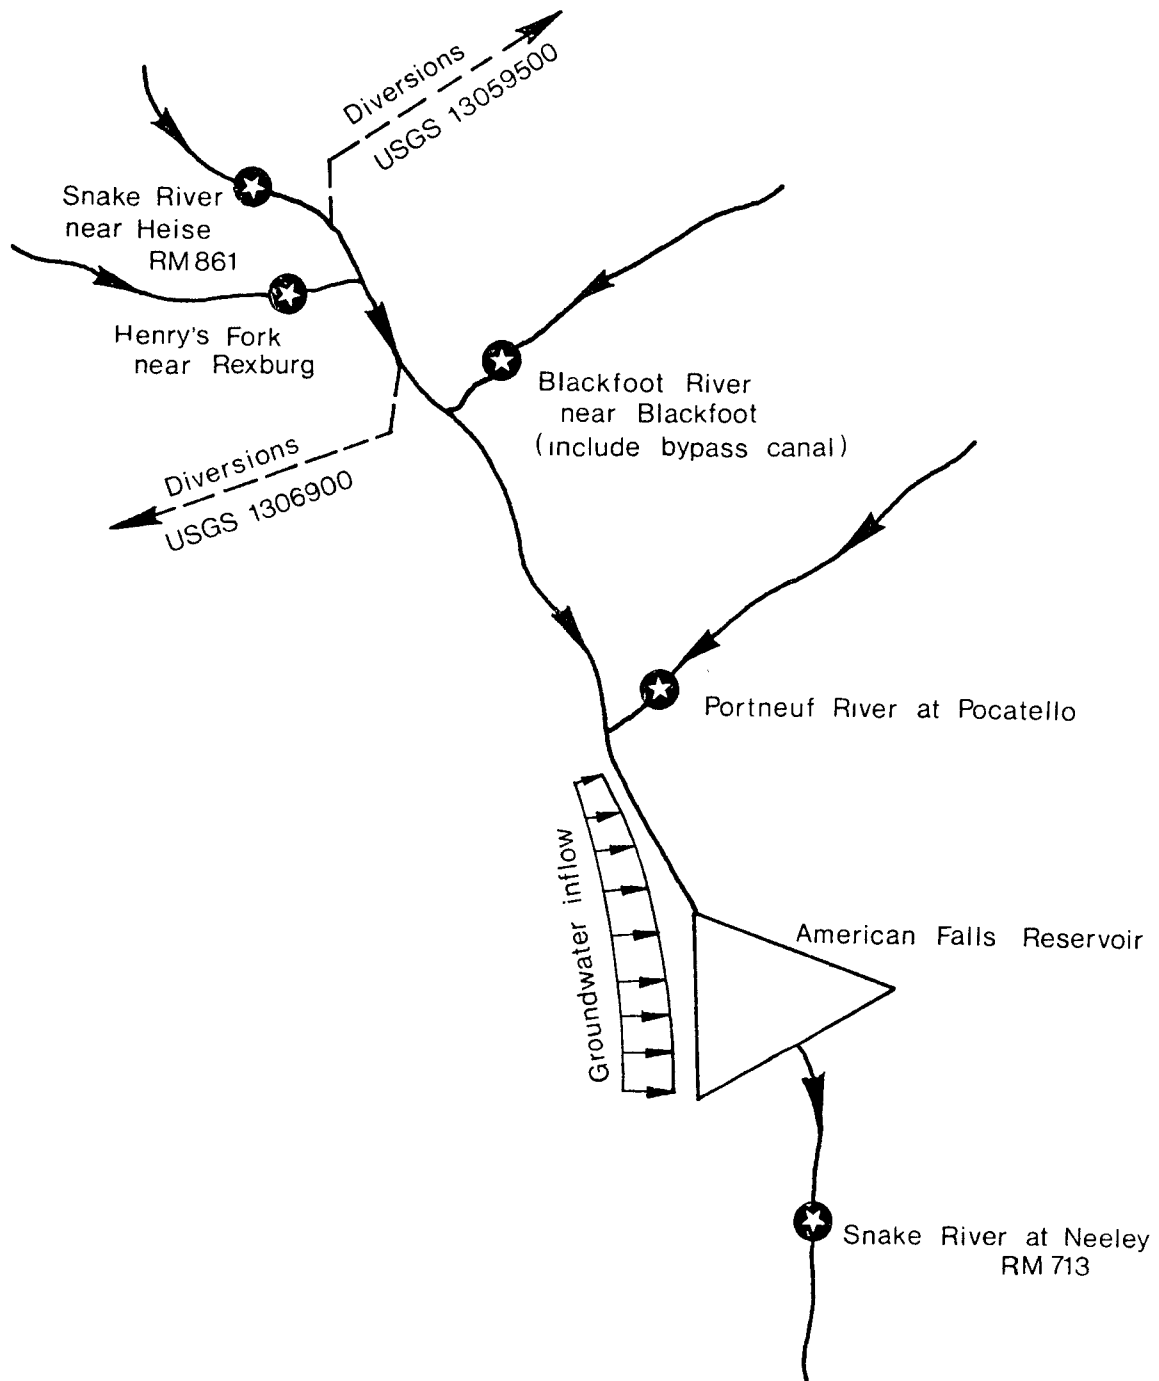 Diversions
USGS 13059500
Snake River
near Heise
RM 861
Henry's Fork
near Rexburg
Blackfoot River
near Blackfoot
(include bypass canal)
Diversions
USGS 1306900
Portneuf River at Pocatello
Groundwater inflow
American Falls Reservoir
Snake River at Neeley
RM 713